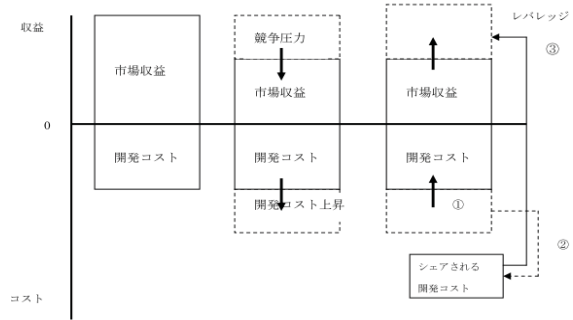 収益
レバレッジ
競争圧力
③
市場収益
市場収益
市場収益
0
開発コスト
開発コスト
開発コスト
開発コスト上昇
①
②
シェアされる
開発コスト
コスト